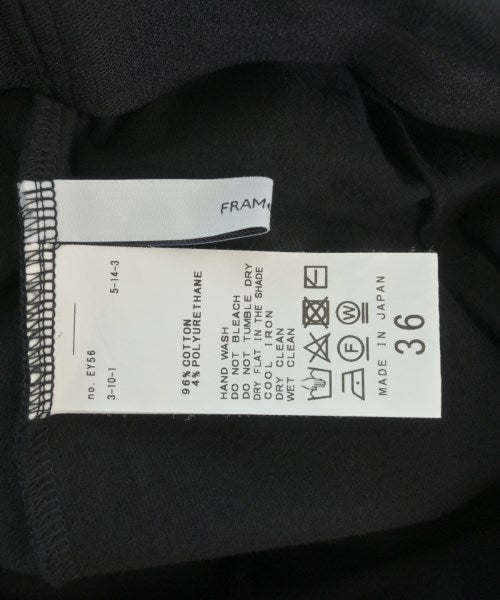 FRAM
no. EY56
3-10-1
5-14-3
96% COTTON
4% POLYURETHANE
HAND WASH
DO NOT BLEACH
DO NOT TUMBLE DRY
DRY FLAT IN THE SHADE
COOL IRON
DRY CLEAN
WET CLEAN
F
W
MADE IN JAPAN
36